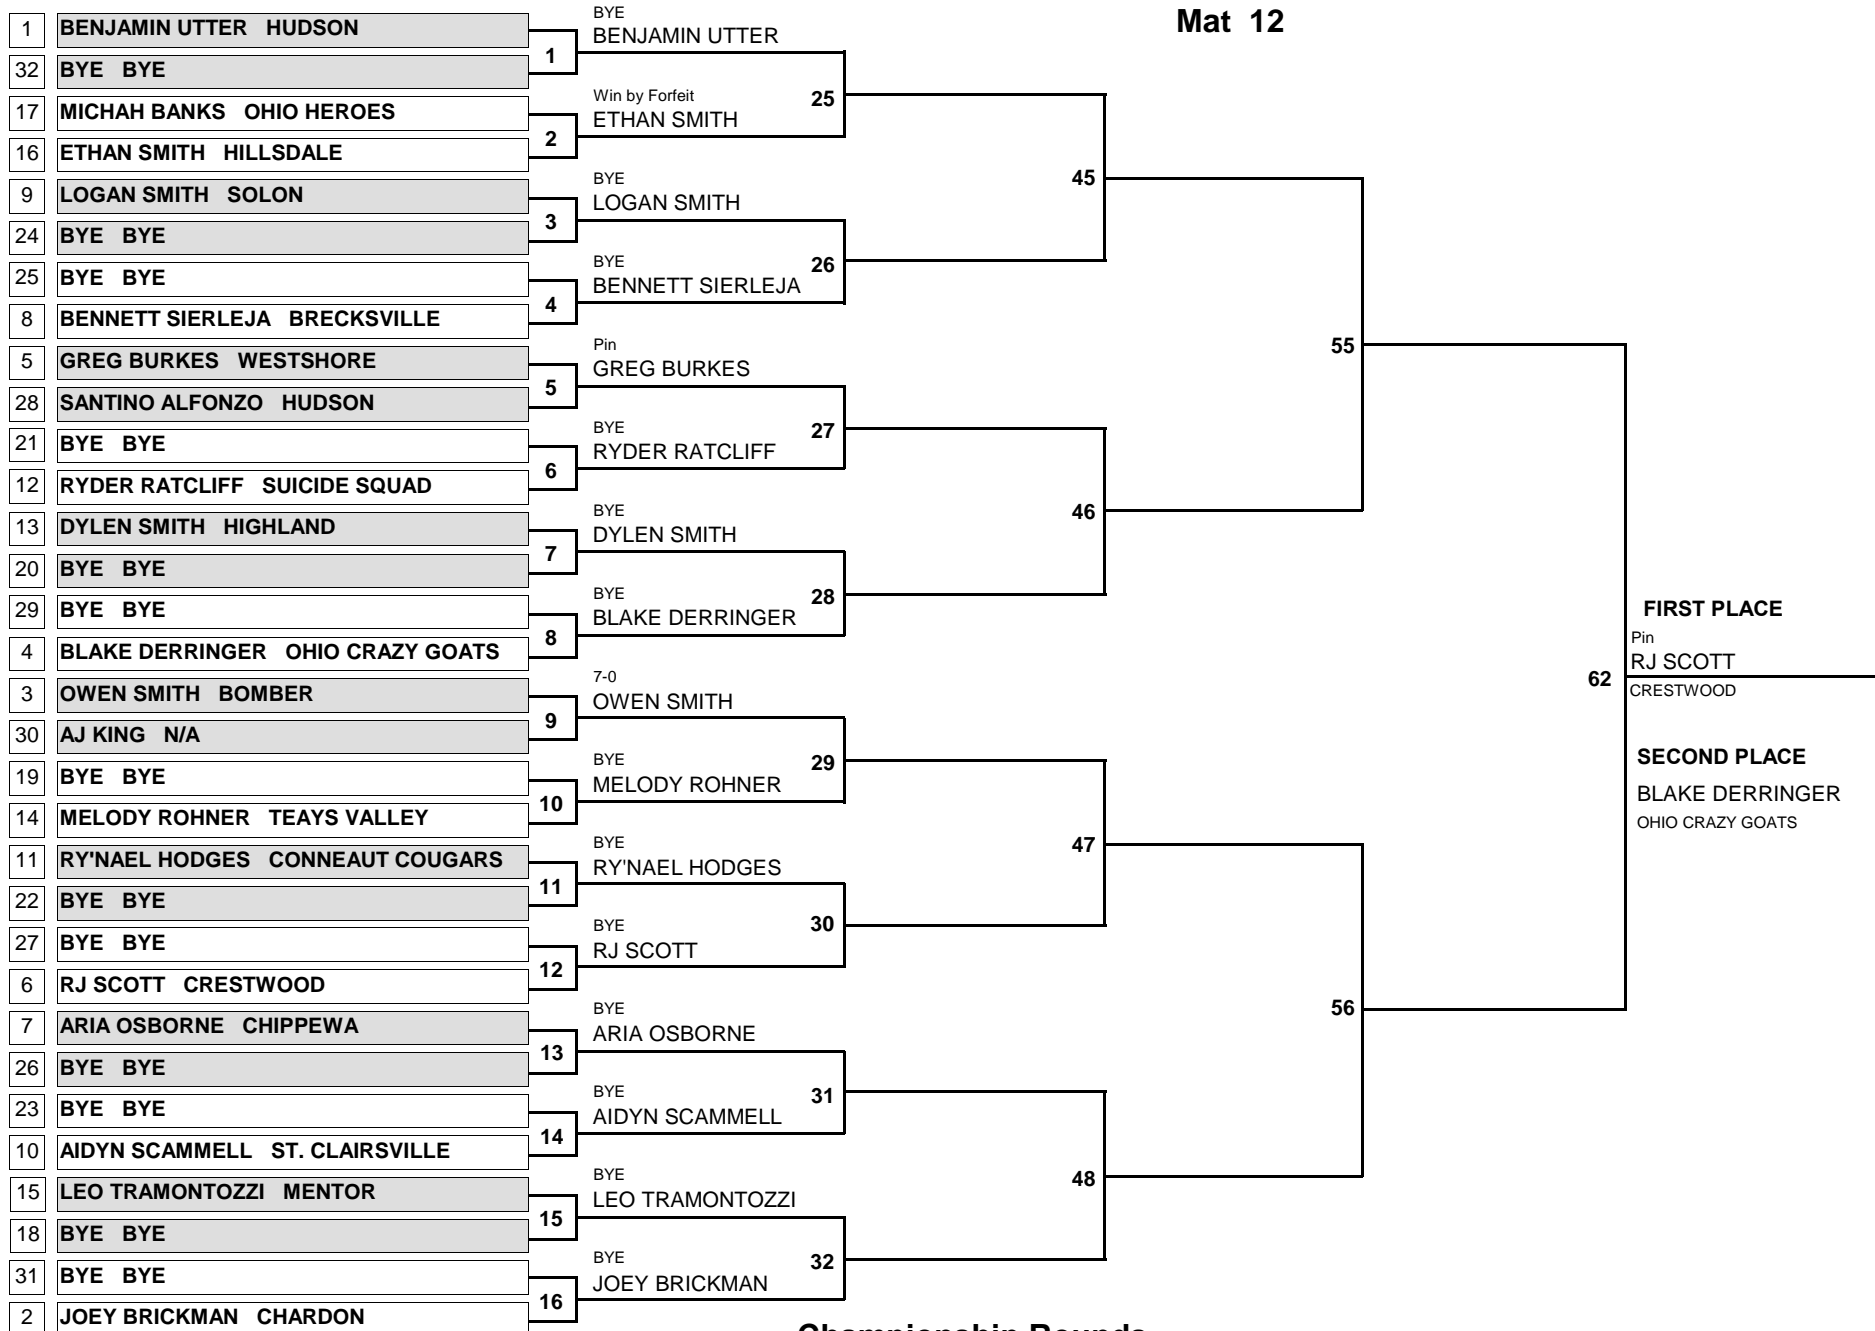 Mat 12
1 BENJAMIN UTTER HUDSON
32 BYE BYE
17 MICHAH BANKS OHIO HEROES
16 ETHAN SMITH HILLSDALE
9 LOGAN SMITH SOLON
24 BYE BYE
25 BYE BYE
8 BENNETT SIERLEJA BRECKSVILLE
5 GREG BURKES WESTSHORE
28 SANTINO ALFONZO HUDSON
21 BYE BYE
12 RYDER RATCLIFF SUICIDE SQUAD
13 DYLEN SMITH HIGHLAND
20 BYE BYE
29 BYE BYE
4 BLAKE DERRINGER OHIO CRAZY GOATS
3 OWEN SMITH BOMBER
30 AJ KING N/A
19 BYE BYE
14 MELODY ROHNER TEAYS VALLEY
11 RY'NAEL HODGES CONNEAUT COUGARS
22 BYE BYE
27 BYE BYE
6 RJ SCOTT CRESTWOOD
7 ARIA OSBORNE CHIPPEWA
26 BYE BYE
23 BYE BYE
10 AIDYN SCAMMELL ST. CLAIRSVILLE
15 LEO TRAMONTOZZI MENTOR
18 BYE BYE
31 BYE BYE
2 JOEY BRICKMAN CHARDON
1
2
3
4
5
6
7
8
9
10
11
12
13
14
15
16
BYE
BENJAMIN UTTER
Win by Forfeit
ETHAN SMITH
BYE
LOGAN SMITH
BYE
BENNETT SIERLEJA
Pin
GREG BURKES
BYE
RYDER RATCLIFF
BYE
DYLEN SMITH
BYE
BLAKE DERRINGER
7-0
OWEN SMITH
BYE
MELODY ROHNER
BYE
RY'NAEL HODGES
BYE
RJ SCOTT
BYE
ARIA OSBORNE
BYE
AIDYN SCAMMELL
BYE
LEO TRAMONTOZZI
BYE
JOEY BRICKMAN
25
26
27
28
29
30
31
32
45
46
47
48
55
56
62
FIRST PLACE
Pin
RJ SCOTT
CRESTWOOD
SECOND PLACE
BLAKE DERRINGER
OHIO CRAZY GOATS
Championship Rounds